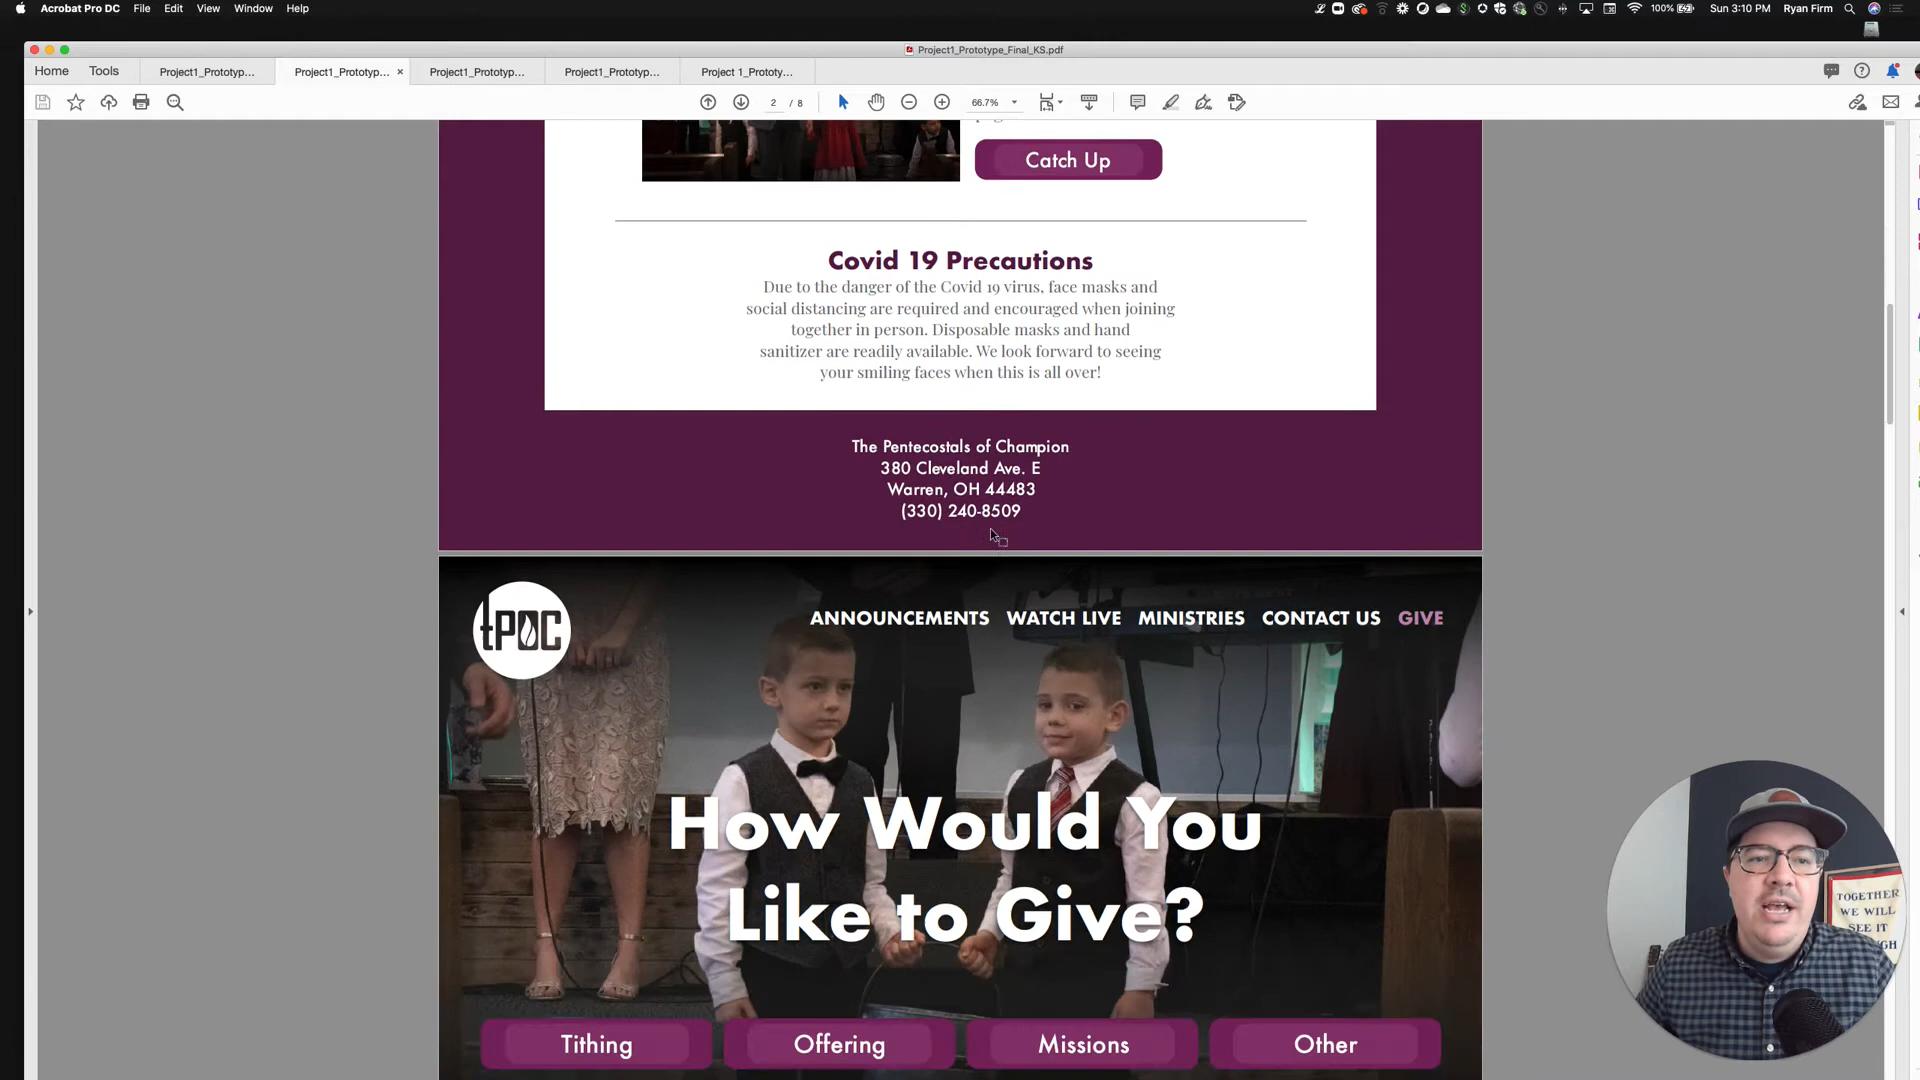 Acrobat Pro DC File Edit View Window Help 100% Sun 3:10 PM Ryan Firm
Project1_Prototype_Final_KS.pdf
Home Tools Project1_Prototyp... Project1_Prototyp... × Project1_Prototyp... Project1_Prototyp... Project 1_Prototy...
2 / 8 66.7%
Catch Up
Covid 19 Precautions
Due to the danger of the Covid 19 virus, face masks and
social distancing are required and encouraged when joining
together in person. Disposable masks and hand
sanitizer are readily available. We look forward to seeing
your smiling faces when this is all over!
The Pentecostals of Champion
380 Cleveland Ave. E
Warren, OH 44483
(330) 240-8509
tPOC
ANNOUNCEMENTS WATCH LIVE MINISTRIES CONTACT US GIVE
How Would You
Like to Give?
Tithing Offering Missions Other
TOGETHER
WE WILL
SEE IT